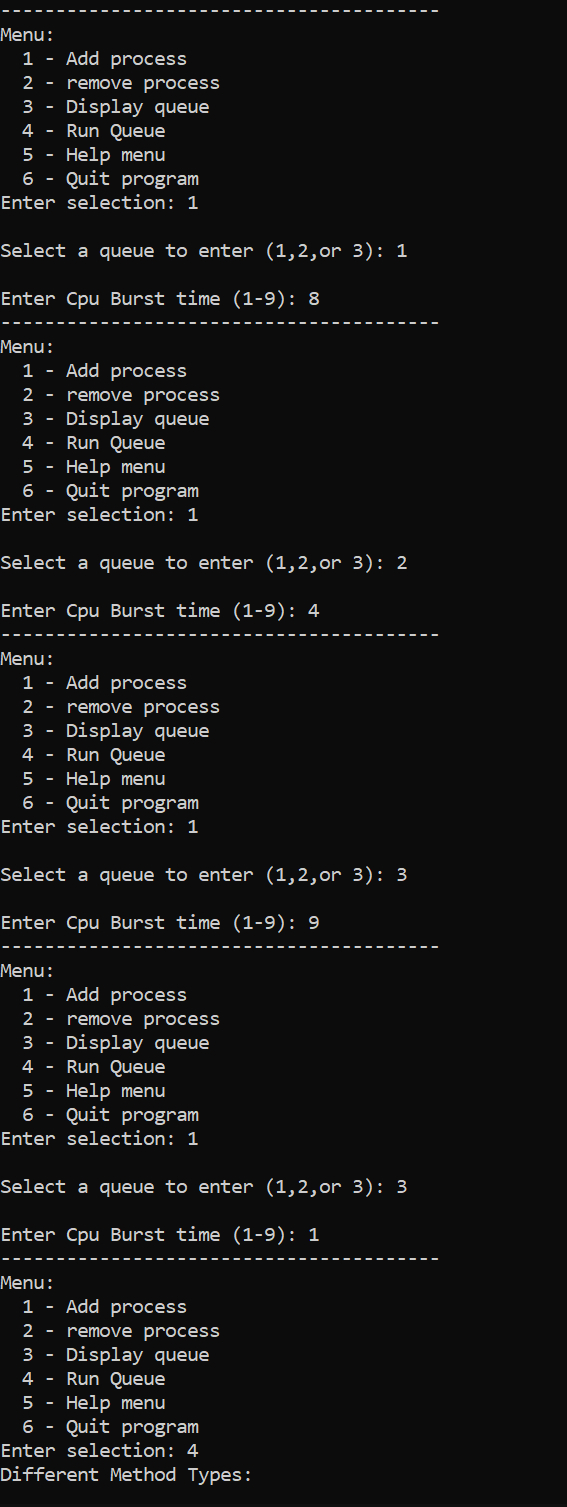 ----------------------------------------
Menu:
  1 - Add process
  2 - remove process
  3 - Display queue
  4 - Run Queue
  5 - Help menu
  6 - Quit program
Enter selection: 1

Select a queue to enter (1,2,or 3): 1

Enter Cpu Burst time (1-9): 8
----------------------------------------
Menu:
  1 - Add process
  2 - remove process
  3 - Display queue
  4 - Run Queue
  5 - Help menu
  6 - Quit program
Enter selection: 1

Select a queue to enter (1,2,or 3): 2

Enter Cpu Burst time (1-9): 4
----------------------------------------
Menu:
  1 - Add process
  2 - remove process
  3 - Display queue
  4 - Run Queue
  5 - Help menu
  6 - Quit program
Enter selection: 1

Select a queue to enter (1,2,or 3): 3

Enter Cpu Burst time (1-9): 9
----------------------------------------
Menu:
  1 - Add process
  2 - remove process
  3 - Display queue
  4 - Run Queue
  5 - Help menu
  6 - Quit program
Enter selection: 1

Select a queue to enter (1,2,or 3): 3

Enter Cpu Burst time (1-9): 1
----------------------------------------
Menu:
  1 - Add process
  2 - remove process
  3 - Display queue
  4 - Run Queue
  5 - Help menu
  6 - Quit program
Enter selection: 4
Different Method Types: